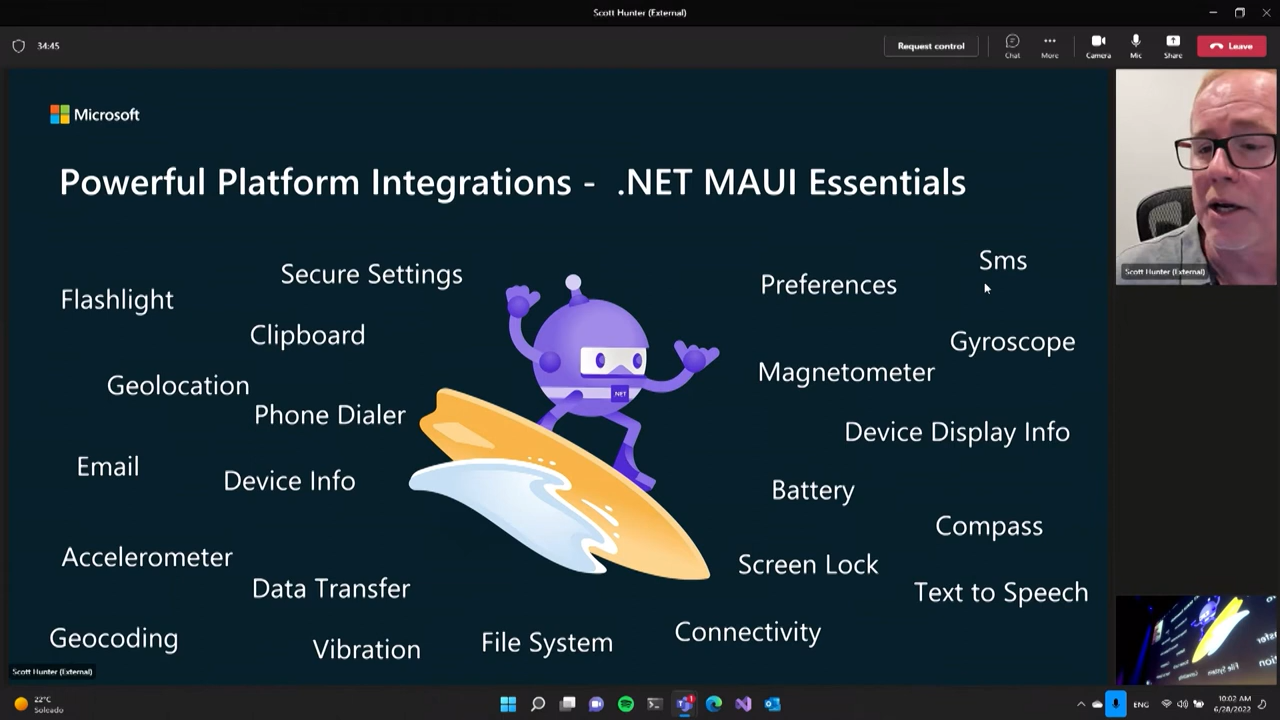 Scott Hunter (External)
34:45
Request control
Chat
More
Camera
Mic
Share
Leave
Microsoft
Powerful Platform Integrations - .NET MAUI Essentials
Secure Settings
Flashlight
Clipboard
Geolocation
Phone Dialer
Email
Device Info
Accelerometer
Data Transfer
Geocoding
Vibration
File System
.NET
Preferences
Sms
Gyroscope
Magnetometer
Device Display Info
Battery
Compass
Screen Lock
Text to Speech
Connectivity
Scott Hunter (External)
Scott Hunter (External)
22°C
Soleado
1
ENG
10:02 AM
6/28/2022